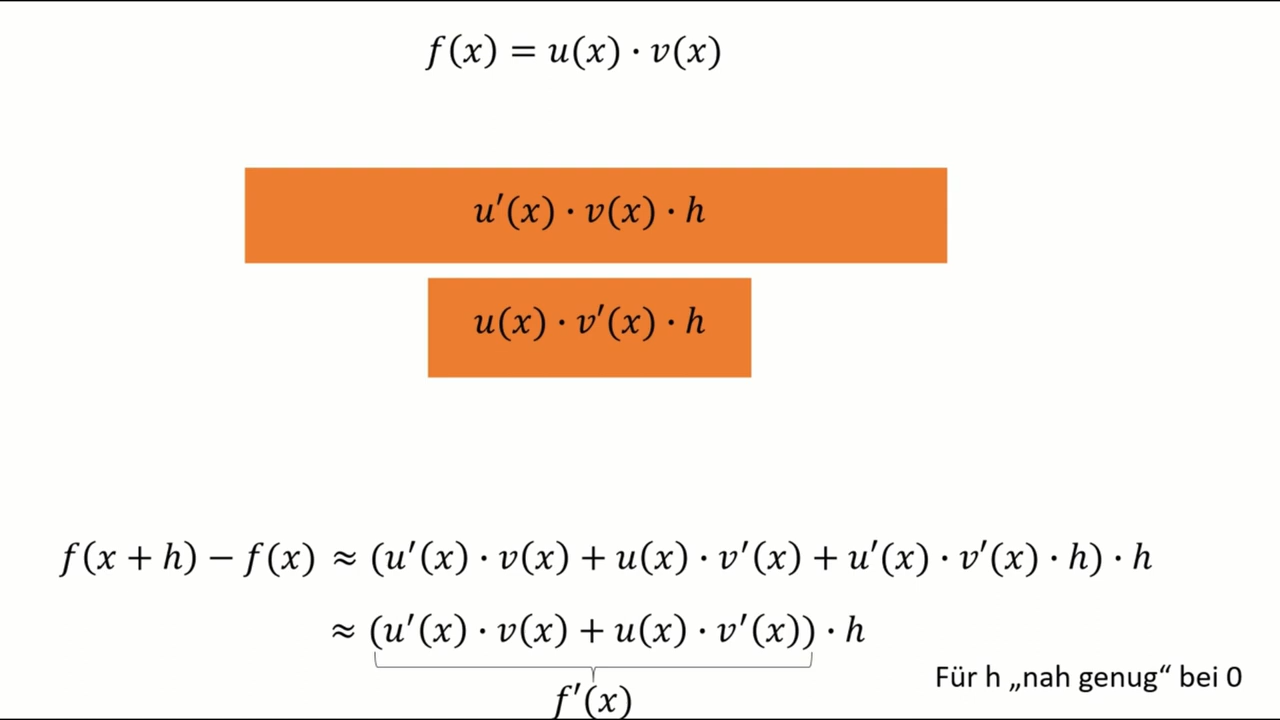 f(x) = u(x) · v(x)
u′(x) · v(x) · h
u(x) · v′(x) · h
f(x + h) − f(x) ≈ (u′(x) · v(x) + u(x) · v′(x) + u′(x) · v′(x) · h) · h
≈ (u′(x) · v(x) + u(x) · v′(x)) · h
f′(x)
Für h „nah genug“ bei 0